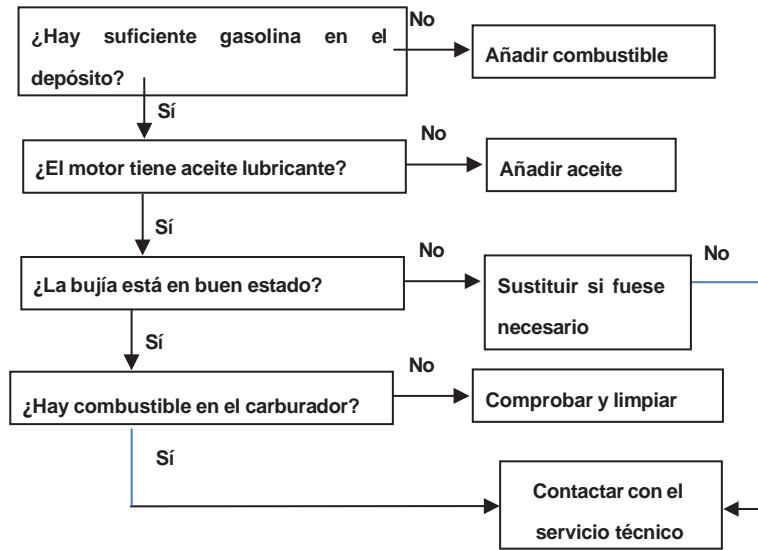 ¿Hay suficiente gasolina en el
depósito?
No
Añadir combustible
Sí
¿El motor tiene aceite lubricante?
No
Añadir aceite
Sí
¿La bujía está en buen estado?
No
Sustituir si fuese
necesario
No
Sí
¿Hay combustible en el carburador?
No
Comprobar y limpiar
Sí
Contactar con el
servicio técnico